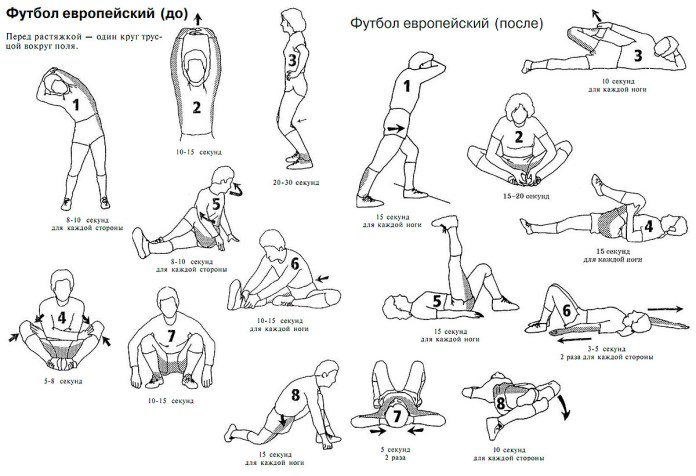 Футбол европейский (до)
Перед растяжкой — один круг трус-
цой вокруг поля.
1
8-10 секунд
для каждой стороны
2
10-15 секунд
3
20-30 секунд
4
5-8 секунд
5
8-10 секунд
для каждой стороны
6
10-15 секунд
для каждой ноги
7
10-15 секунд
8
15 секунд
для каждой ноги
Футбол европейский (после)
1
15 секунд
для каждой ноги
2
15-20 секунд
3
10 секунд
для каждой ноги
4
15 секунд
для каждой ноги
5
15 секунд
для каждой ноги
6
3-5 секунд
2 раза для каждой стороны
7
5 секунд
2 раза
8
10 секунд
для каждой стороны